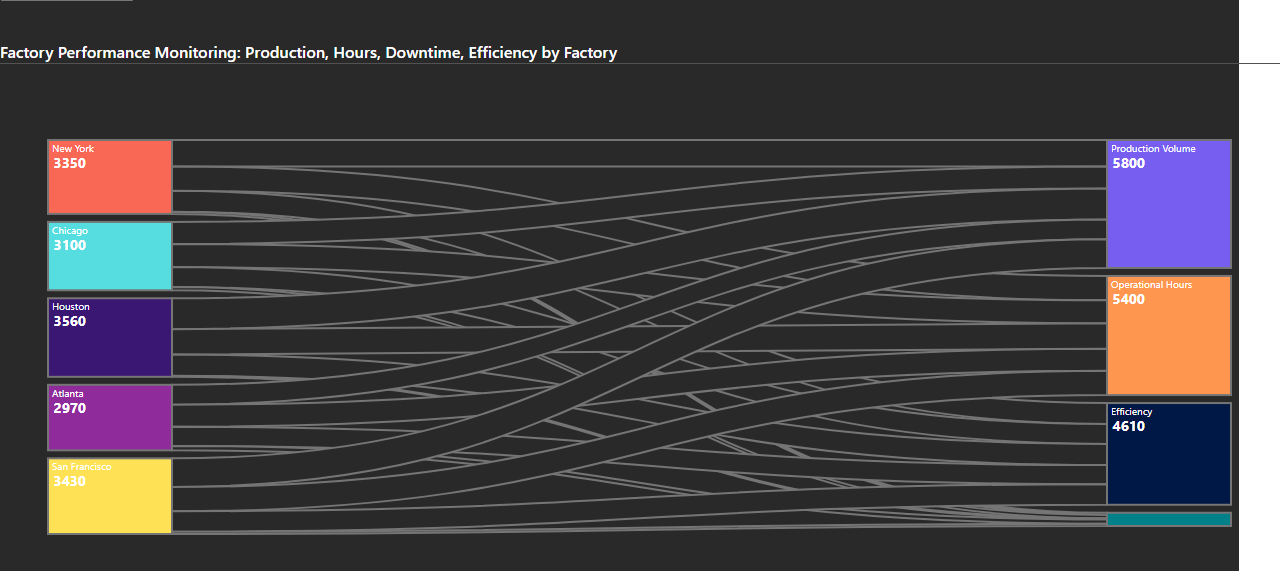 Factory Performance Monitoring: Production, Hours, Downtime, Efficiency by Factory
New York
3350
Chicago
3100
Houston
3560
Atlanta
2970
San Francisco
3430
Production Volume
5800
Operational Hours
5400
Efficiency
4610